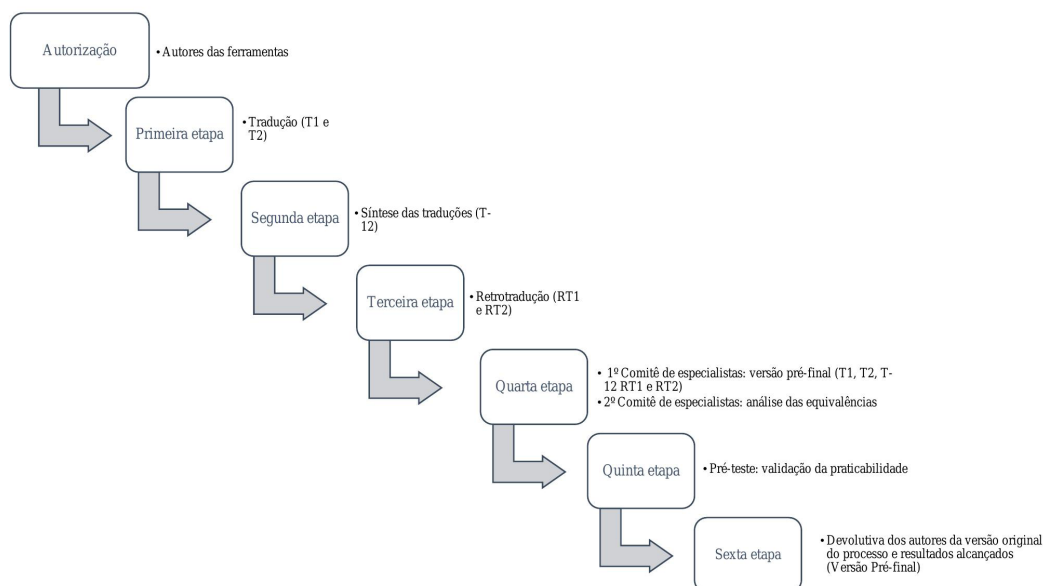 Autorização
• Autores das ferramentas
Primeira etapa
• Tradução (T1 e
T2)
Segunda etapa
• Síntese das traduções (T-
12)
Terceira etapa
• Retrotradução (RT1
e RT2)
Quarta etapa
• 1º Comitê de especialistas: versão pré-final (T1, T2, T-
12 RT1 e RT2)
• 2º Comitê de especialistas: análise das equivalências
Quinta etapa
• Pré-teste: validação da praticabilidade
Sexta etapa
• Devolutiva dos autores da versão original
do processo e resultados alcançados
(Versão Pré-final)